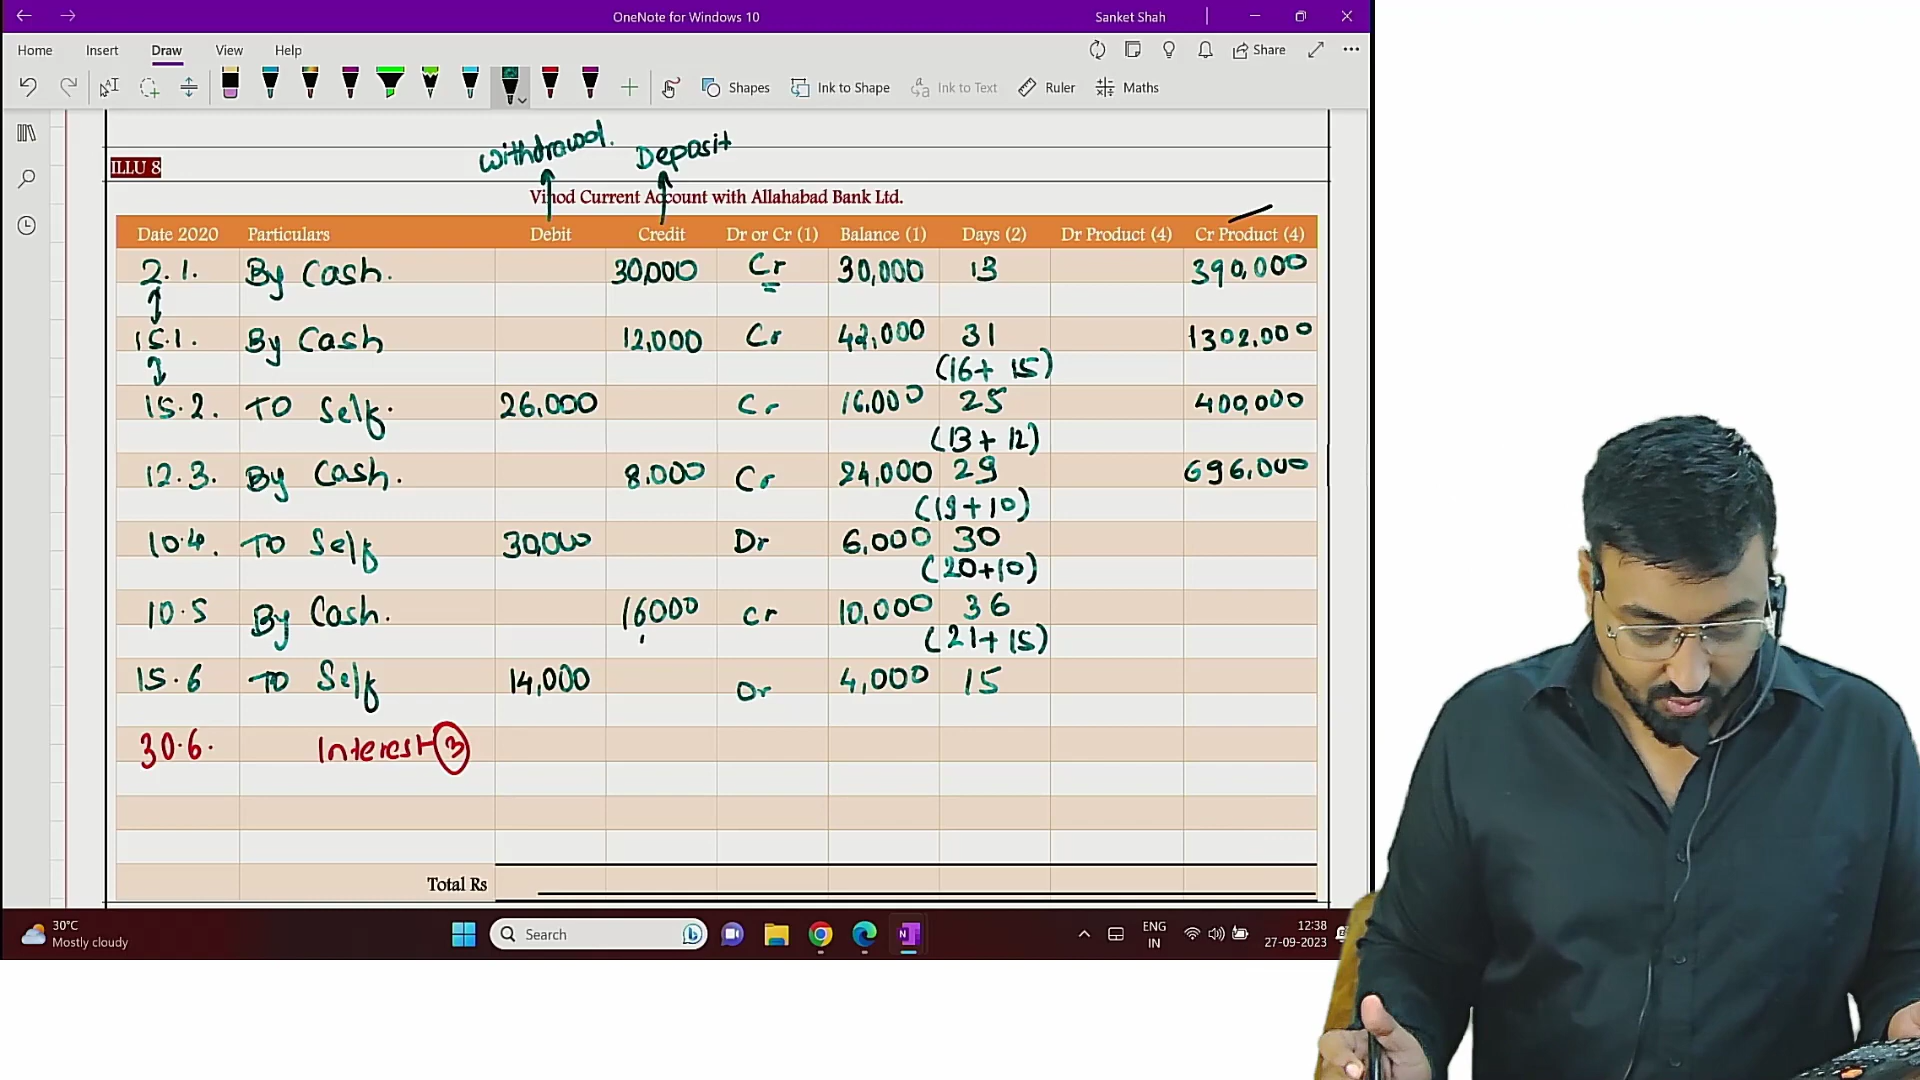 OneNote for Windows 10
Sanket Shah
Home Insert Draw View Help
Share
Shapes Ink to Shape Ink to Text Ruler Maths
Withdrawal. Deposit
ILLU 8
Vinod Current Account with Allahabad Bank Ltd.
Date 2020 Particulars Debit Credit Dr or Cr (1) Balance (1) Days (2) Dr Product (4) Cr Product (4)
2.1. By Cash. 30,000 Cr 30,000 13 390,000
15.1. By Cash 12,000 Cr 42,000 31 1302,000
(16+ 15)
15.2. TO Self. 26,000 Cr 16,000 25 400,000
(13 + 12)
12.3. By Cash. 8,000 Cr 24,000 29 696,000
(19+10)
10.4. TO Self 30,000 Dr 6,000 30
(20+10)
10.5 By Cash. 16000 Cr 10,000 36
(21+15)
15.6 TO Self 14,000 Dr 4,000 15
30.6. Interest 3
Total Rs
30°C
Mostly cloudy
Search
ENG
IN
12:38
27-09-2023